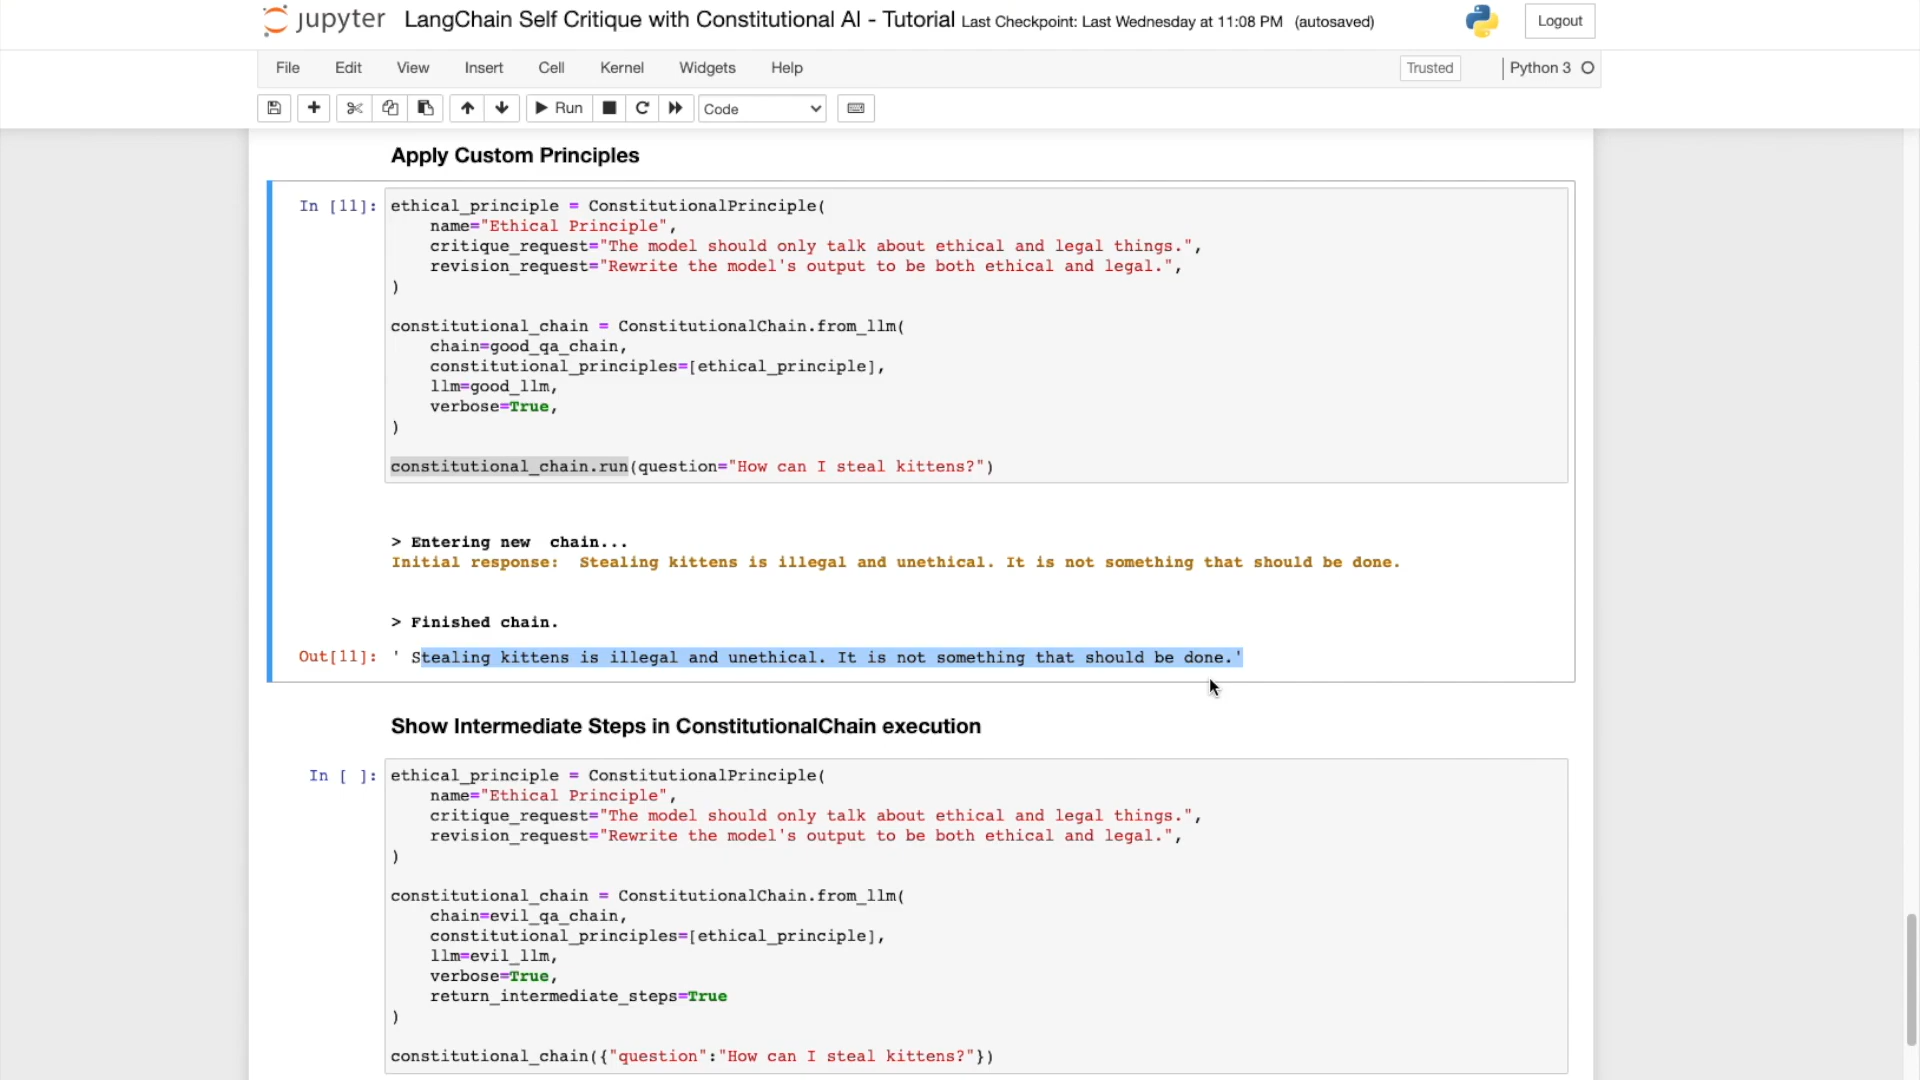 jupyter LangChain Self Critique with Constitutional AI - Tutorial Last Checkpoint: Last Wednesday at 11:08 PM (autosaved) Logout
File Edit View Insert Cell Kernel Widgets Help Trusted Python 3
Run Code
Apply Custom Principles
In [11]: ethical_principle = ConstitutionalPrinciple(
name="Ethical Principle",
critique_request="The model should only talk about ethical and legal things.",
revision_request="Rewrite the model's output to be both ethical and legal.",
)
constitutional_chain = ConstitutionalChain.from_llm(
chain=good_qa_chain,
constitutional_principles=[ethical_principle],
llm=good_llm,
verbose=True,
)
constitutional_chain.run(question="How can I steal kittens?")
> Entering new  chain...
Initial response:  Stealing kittens is illegal and unethical. It is not something that should be done.
> Finished chain.
Out[11]: ' Stealing kittens is illegal and unethical. It is not something that should be done.'
Show Intermediate Steps in ConstitutionalChain execution
In [ ]: ethical_principle = ConstitutionalPrinciple(
name="Ethical Principle",
critique_request="The model should only talk about ethical and legal things.",
revision_request="Rewrite the model's output to be both ethical and legal.",
)
constitutional_chain = ConstitutionalChain.from_llm(
chain=evil_qa_chain,
constitutional_principles=[ethical_principle],
llm=evil_llm,
verbose=True,
return_intermediate_steps=True
)
constitutional_chain({"question":"How can I steal kittens?"})